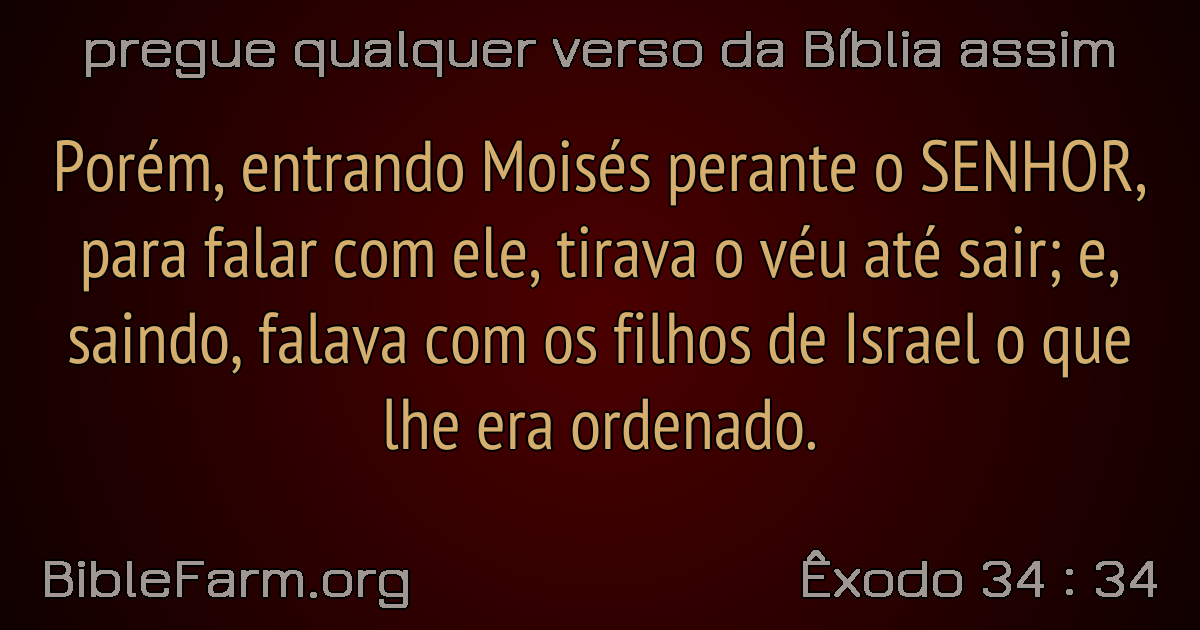 pregue qualquer verso da Bíblia assim
Porém, entrando Moisés perante o SENHOR,
para falar com ele, tirava o véu até sair; e,
saindo, falava com os filhos de Israel o que
lhe era ordenado.
BibleFarm.org
Êxodo 34 : 34